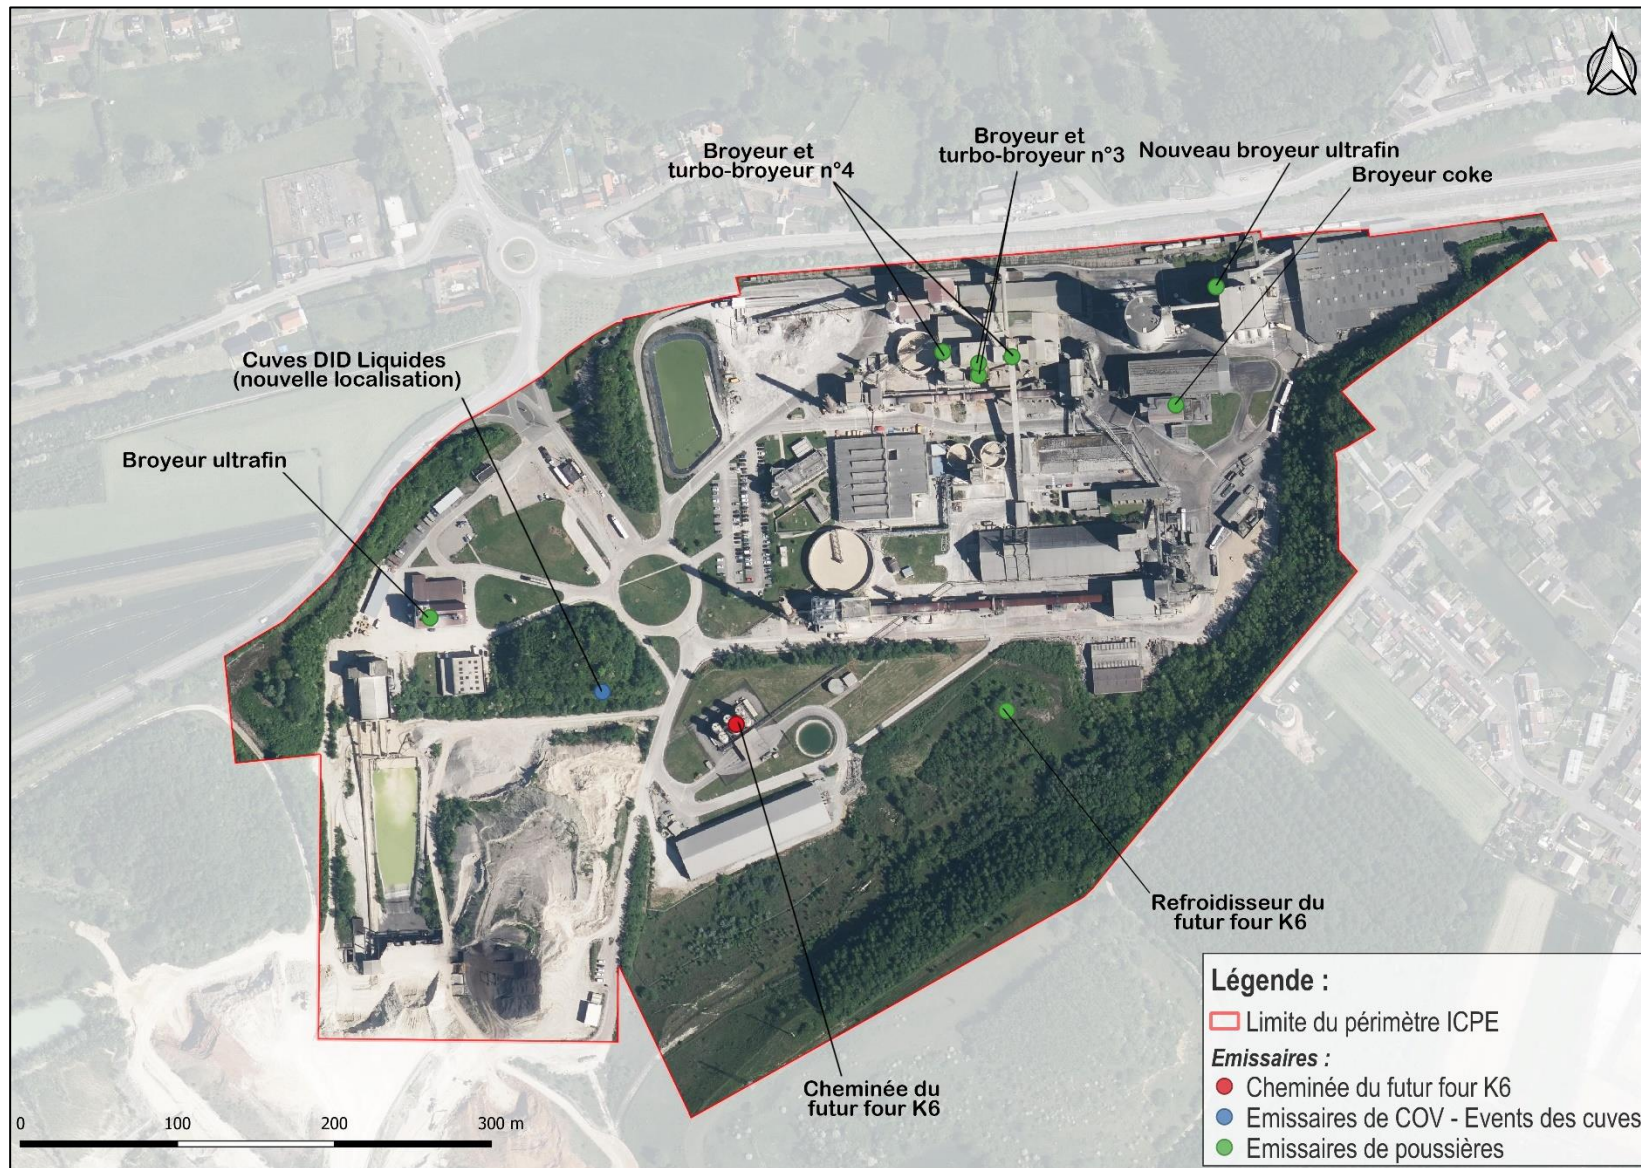 N
Broyeur et
turbo-broyeur n°4
Broyeur et
turbo-broyeur n°3
Nouveau broyeur ultrafin
Broyeur coke
Cuves DID Liquides
(nouvelle localisation)
Broyeur ultrafin
Refroidisseur du
futur four K6
Cheminée du
futur four K6
0 100 200 300 m
Légende :
Limite du périmètre ICPE
Emissaires :
Cheminée du futur four K6
Emissaires de COV - Events des cuves
Emissaires de poussières